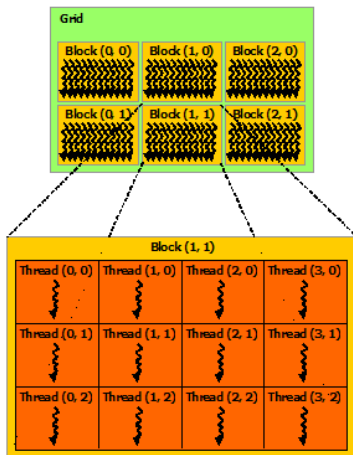 Grid
Block (0, 0) Block (1, 0) Block (2, 0)
Block (0, 1) Block (1, 1) Block (2, 1)
Block (1, 1)
Thread (0, 0) Thread (1, 0) Thread (2, 0) Thread (3, 0)
Thread (0, 1) Thread (1, 1) Thread (2, 1) Thread (3, 1)
Thread (0, 2) Thread (1, 2) Thread (2, 2) Thread (3, 2)